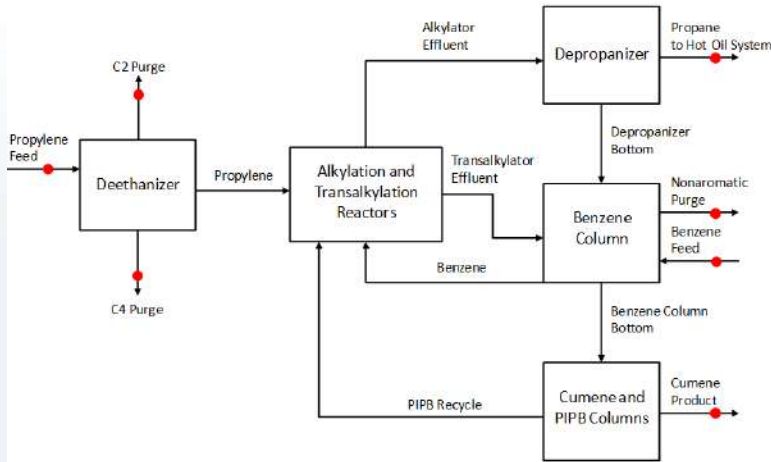 Alkylator
Effluent
Depropanizer
Propane
to Hot Oil System
C2 Purge
Propylene
Feed
Deethanizer
Propylene
Alkylation and
Transalkylation
Reactors
Transalkylator
Effluent
Depropanizer
Bottom
Benzene
Column
Nonaromatic
Purge
Benzene
Feed
Benzene
C4 Purge
Benzene Column
Bottom
PIPB Recycle
Cumene and
PIPB Columns
Cumene
Product